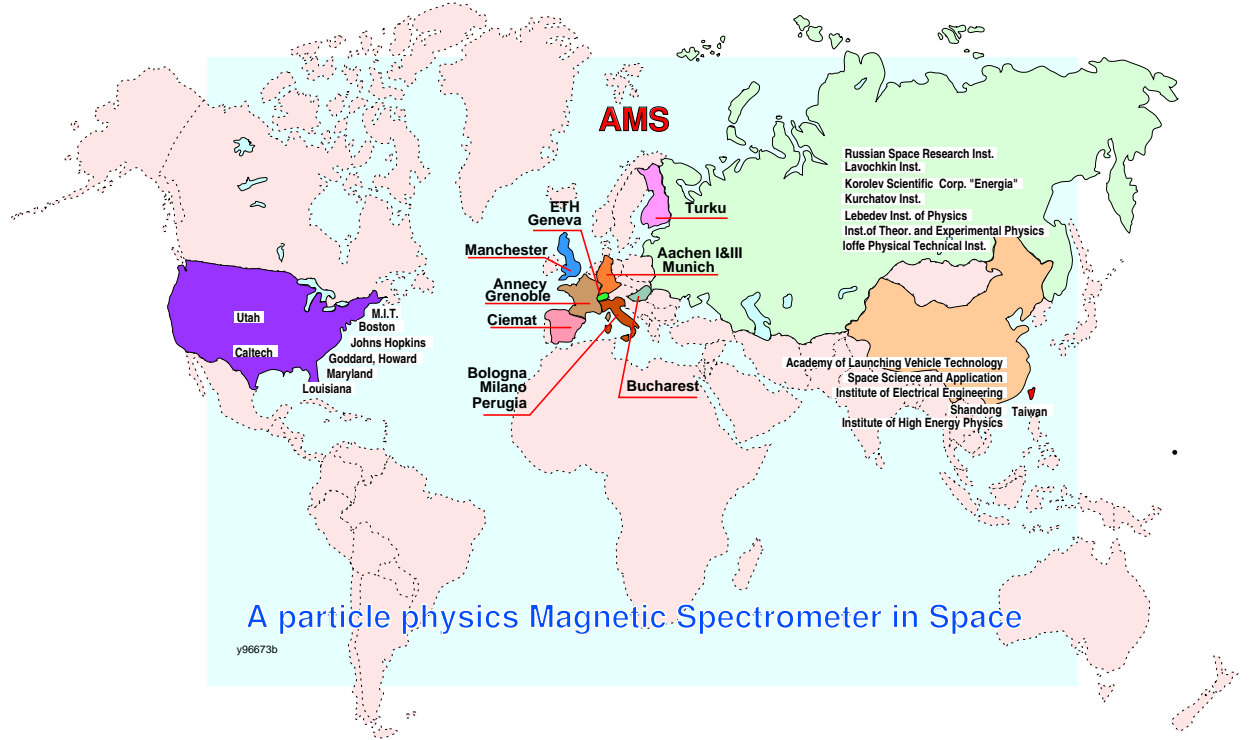 AMS
Russian Space Research Inst.
Lavochkin Inst.
Korolev Scientific Corp. "Energia"
Kurchatov Inst.
Lebedev Inst. of Physics
Inst.of Theor. and Experimental Physics
Ioffe Physical Technical Inst.
ETH
Geneva
Turku
Manchester
Aachen I&III
Munich
Annecy
Grenoble
Ciemat
Bologna
Milano
Perugia
Bucharest
Utah
Caltech
M.I.T.
Boston
Johns Hopkins
Goddard, Howard
Maryland
Louisiana
Academy of Launching Vehicle Technology
Space Science and Application
Institute of Electrical Engineering
Shandong
Taiwan
Institute of High Energy Physics
A particle physics Magnetic Spectrometer in Space
y96673b